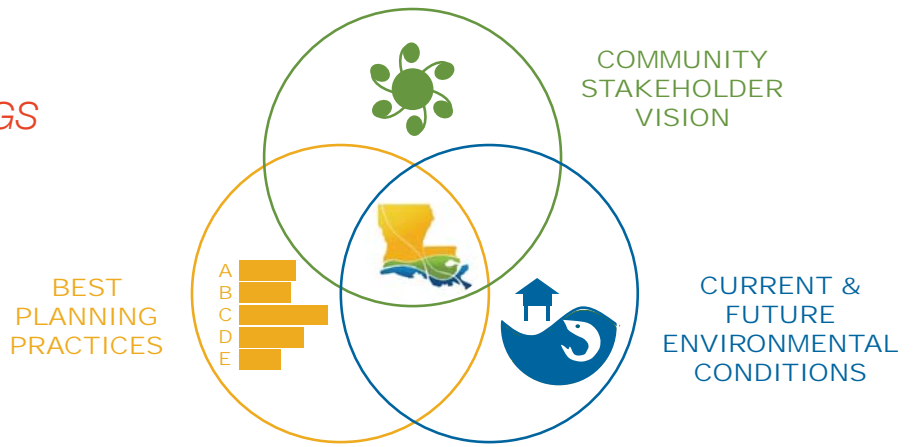 COMMUNITY
STAKEHOLDER
VISION
GS
BEST
PLANNING
PRACTICES
A
B
C
D
E
CURRENT &
FUTURE
ENVIRONMENTAL
CONDITIONS